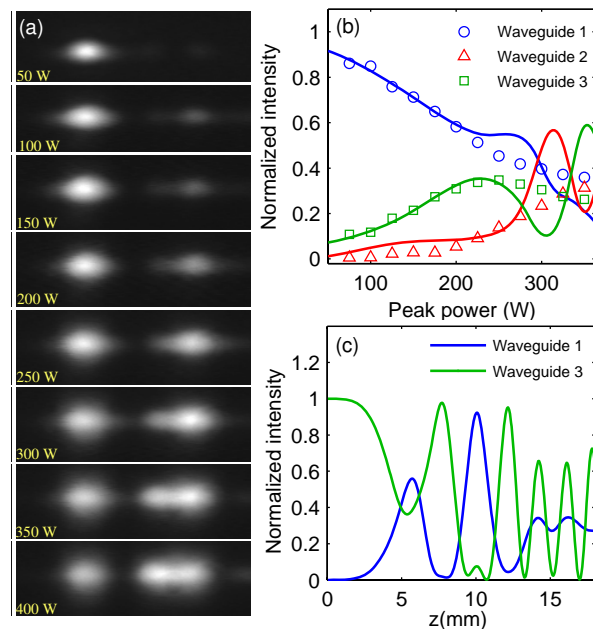 (a)
50 W
100 W
150 W
200 W
250 W
300 W
350 W
400 W
(b)
Waveguide 1
Waveguide 2
Waveguide 3
1
0.8
0.6
0.4
0.2
0
Normalized intensity
100
200
300
Peak power (W)
(c)
Waveguide 1
Waveguide 3
1.2
1
0.8
0.6
0.4
0.2
0
Normalized intensity
0
5
10
15
z(mm)